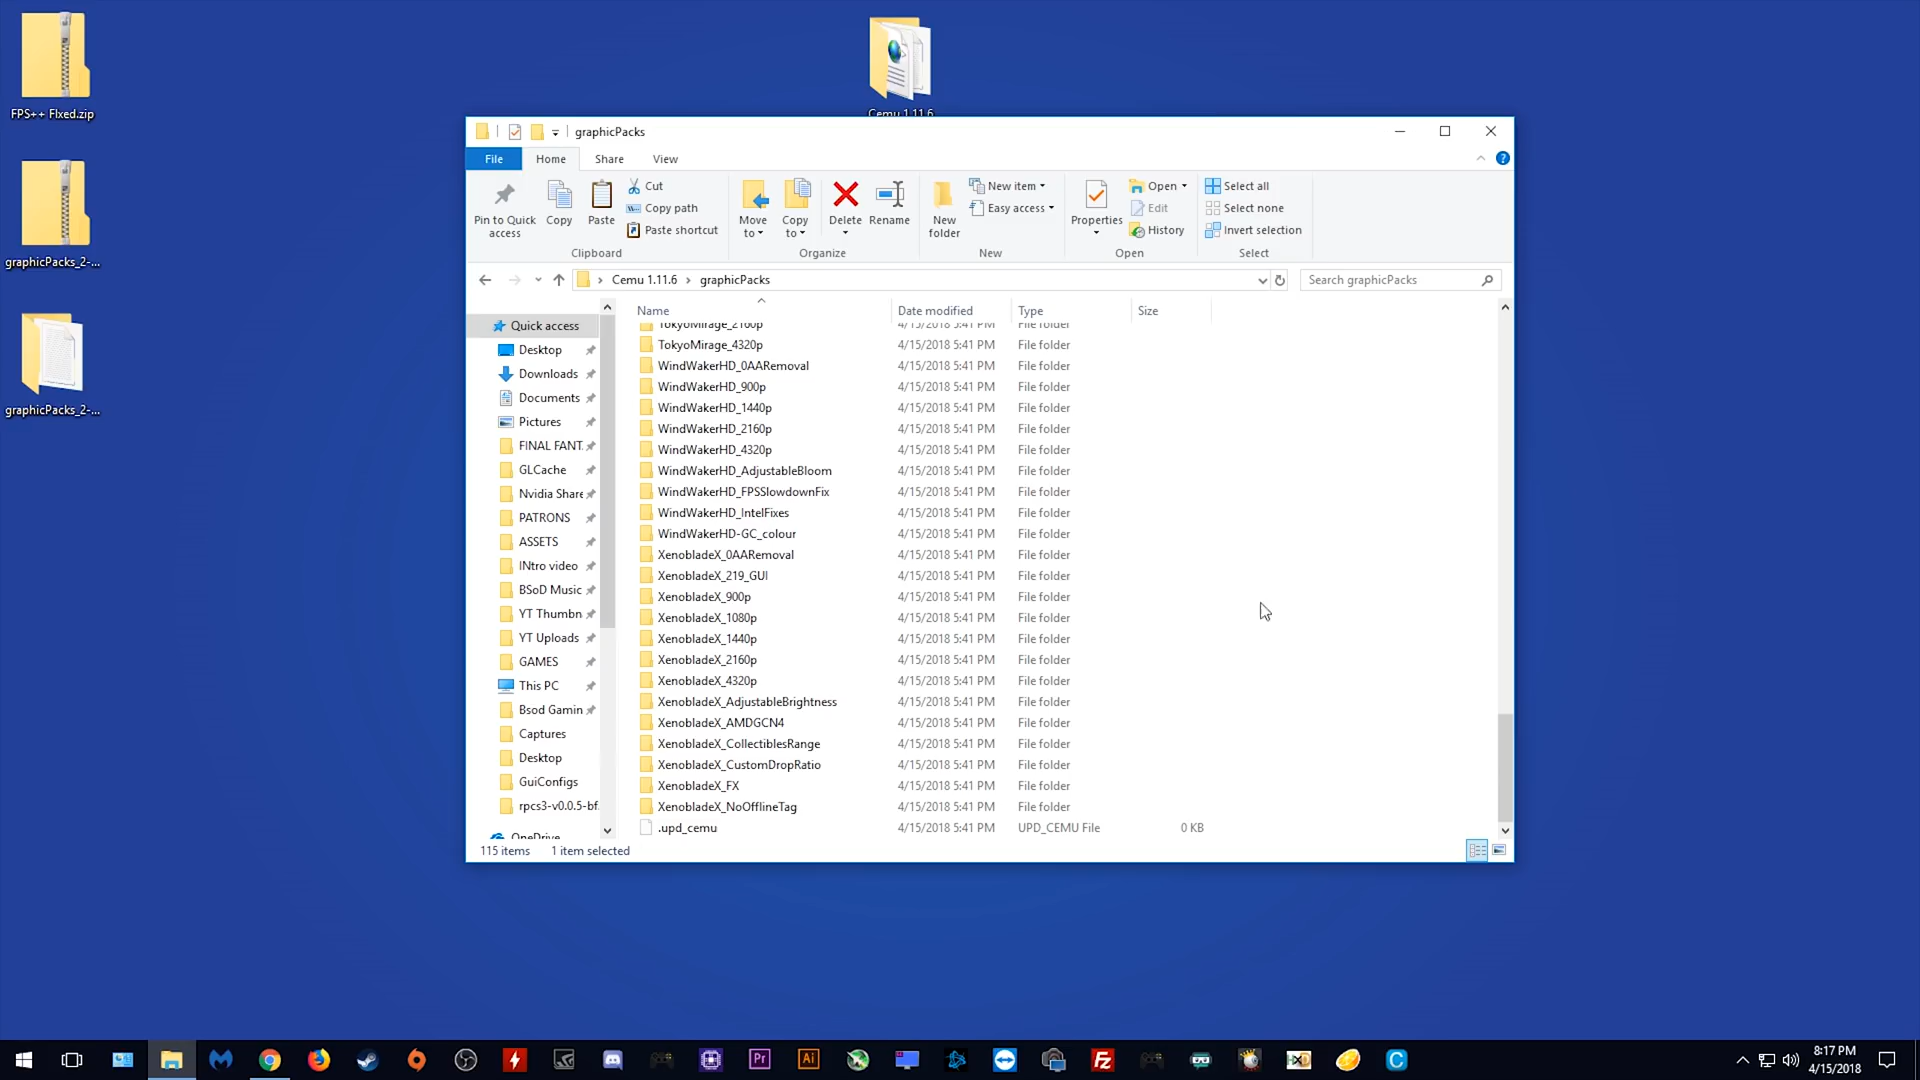 FPS++ FIxed.zip
graphicPacks_2-...
graphicPacks_2-...
Cemu 1.11.6
graphicPacks
File Home Share View
Pin to Quick access
Copy
Paste
Cut
Copy path
Paste shortcut
Clipboard
Move to
Copy to
Delete
Rename
Organize
New folder
New item
Easy access
New
Properties
Open
Edit
History
Open
Select all
Select none
Invert selection
Select
Cemu 1.11.6 › graphicPacks
Search graphicPacks
Quick access
Desktop
Downloads
Documents
Pictures
FINAL FANT
GLCache
Nvidia Share
PATRONS
ASSETS
INtro video
BSoD Music
YT Thumbn
YT Uploads
GAMES
This PC
Bsod Gamin
Captures
Desktop
GuiConfigs
rpcs3-v0.0.5-bf
OneDrive
Name Date modified Type Size
TokyoMirage_2160p 4/15/2018 5:41 PM File folder
TokyoMirage_4320p 4/15/2018 5:41 PM File folder
WindWakerHD_0AARemoval 4/15/2018 5:41 PM File folder
WindWakerHD_900p 4/15/2018 5:41 PM File folder
WindWakerHD_1440p 4/15/2018 5:41 PM File folder
WindWakerHD_2160p 4/15/2018 5:41 PM File folder
WindWakerHD_4320p 4/15/2018 5:41 PM File folder
WindWakerHD_AdjustableBloom 4/15/2018 5:41 PM File folder
WindWakerHD_FPSSlowdownFix 4/15/2018 5:41 PM File folder
WindWakerHD_IntelFixes 4/15/2018 5:41 PM File folder
WindWakerHD-GC_colour 4/15/2018 5:41 PM File folder
XenobladeX_0AARemoval 4/15/2018 5:41 PM File folder
XenobladeX_219_GUI 4/15/2018 5:41 PM File folder
XenobladeX_900p 4/15/2018 5:41 PM File folder
XenobladeX_1080p 4/15/2018 5:41 PM File folder
XenobladeX_1440p 4/15/2018 5:41 PM File folder
XenobladeX_2160p 4/15/2018 5:41 PM File folder
XenobladeX_4320p 4/15/2018 5:41 PM File folder
XenobladeX_AdjustableBrightness 4/15/2018 5:41 PM File folder
XenobladeX_AMDGCN4 4/15/2018 5:41 PM File folder
XenobladeX_CollectiblesRange 4/15/2018 5:41 PM File folder
XenobladeX_CustomDropRatio 4/15/2018 5:41 PM File folder
XenobladeX_FX 4/15/2018 5:41 PM File folder
XenobladeX_NoOfflineTag 4/15/2018 5:41 PM File folder
.upd_cemu 4/15/2018 5:41 PM UPD_CEMU File 0 KB
115 items 1 item selected
Pr
Ai
8:17 PM
4/15/2018